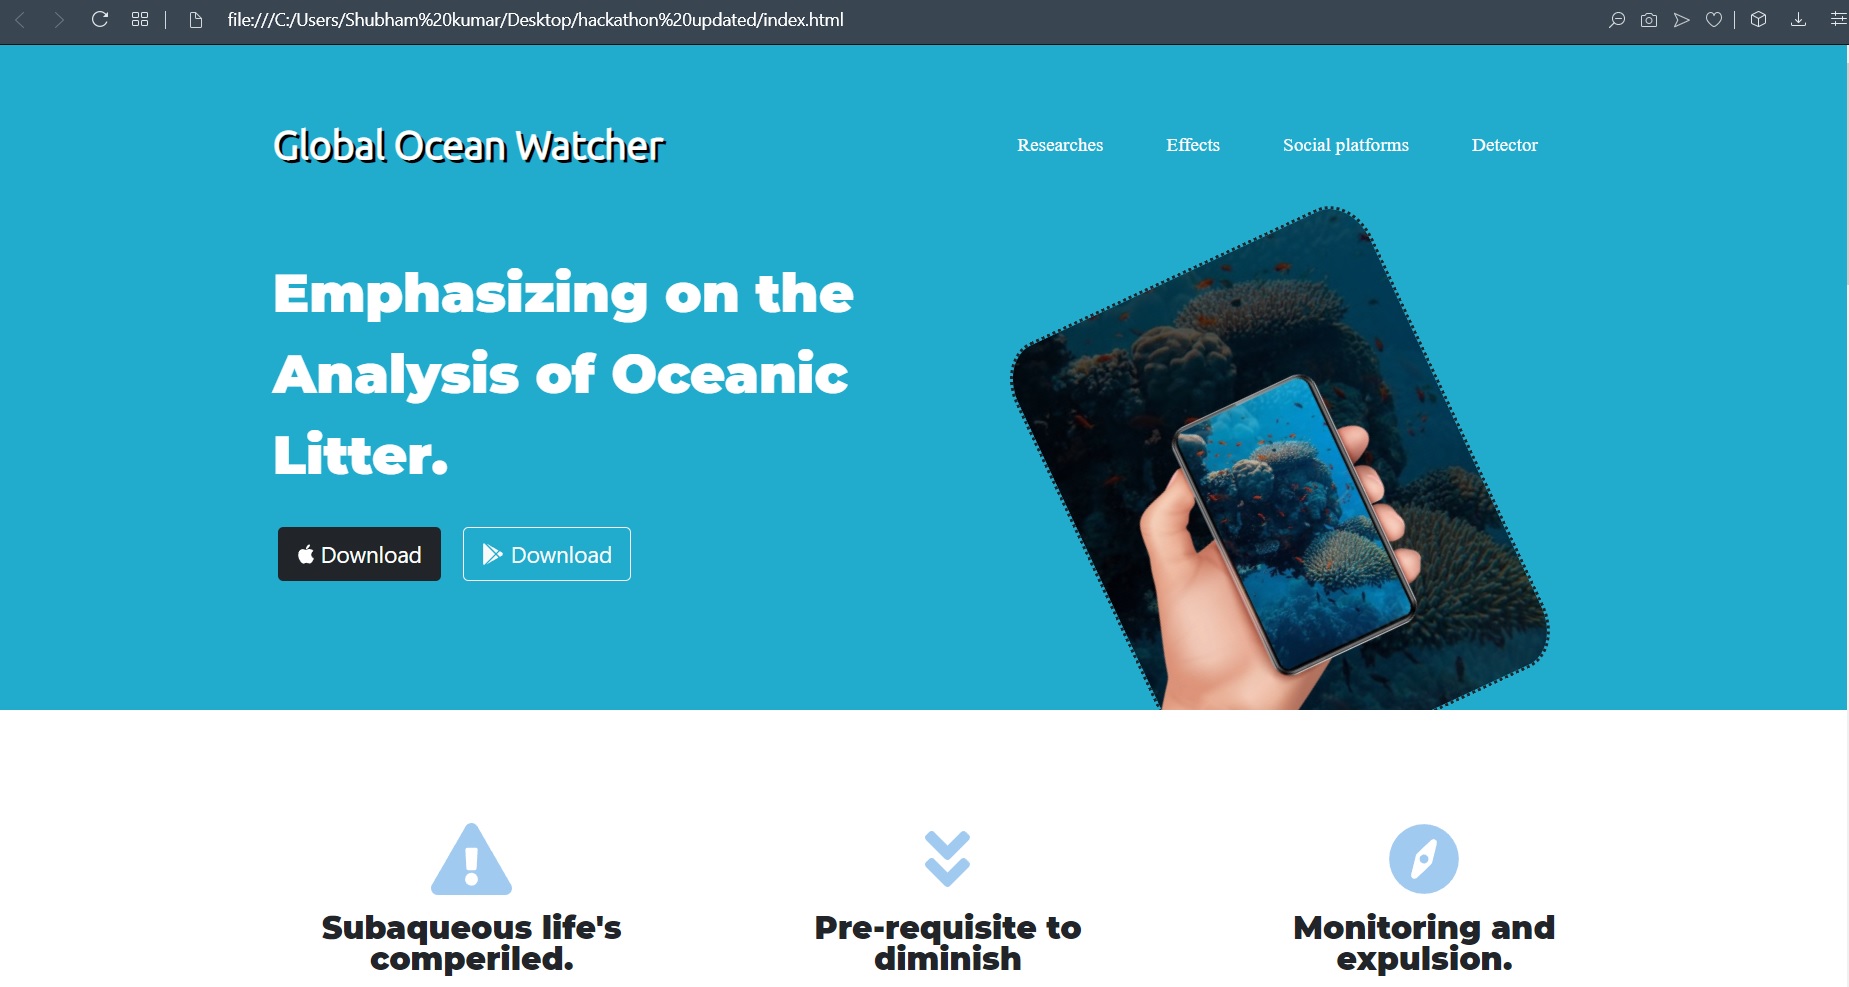 file:///C:/Users/Shubham%20kumar/Desktop/hackathon%20updated/index.html
Global Ocean Watcher
Researches Effects Social platforms Detector
Emphasizing on the
Analysis of Oceanic
Litter.
Download Download
Subaqueous life's
comperiled.
Pre-requisite to
diminish
Monitoring and
expulsion.